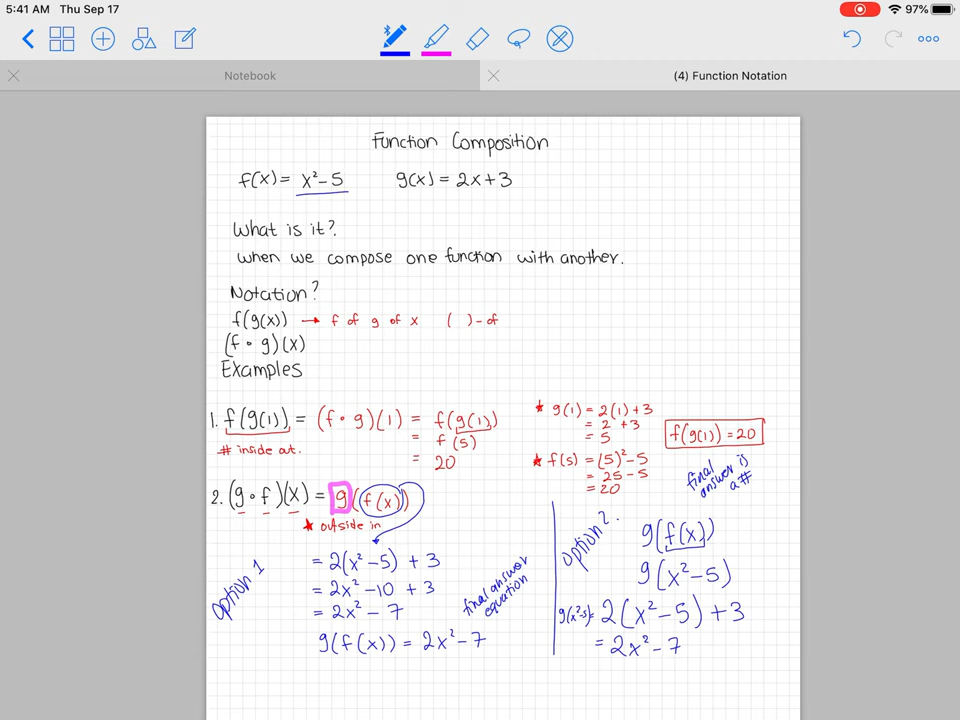 5:41 AM Thu Sep 17
97%
Notebook
(4) Function Notation
Function Composition
f(x) = x²-5 g(x) = 2x+3
What is it?
When we compose one function with another.
Notation?
f(g(x)) → f of g of x ( ) - of
(f ∘ g)(x)
Examples
1. f(g(1)) = (f ∘ g)(1) = f(g(1))
= f(5)
= 20
# inside out.
★ g(1) = 2(1)+3
= 2 + 3
= 5
★ f(5) = (5)²-5
= 25 - 5
= 20
f(g(1)) = 20
final answer is a #
2. (g ∘ f)(x) = g(f(x))
★ outside in
option 1
= 2(x²-5) + 3
= 2x² -10 + 3
= 2x² - 7
g(f(x)) = 2x² - 7
final answer
equation
option 2.
g(f(x))
g(x²-5)
g(x²-5)= 2(x²-5)+3
= 2x²-7